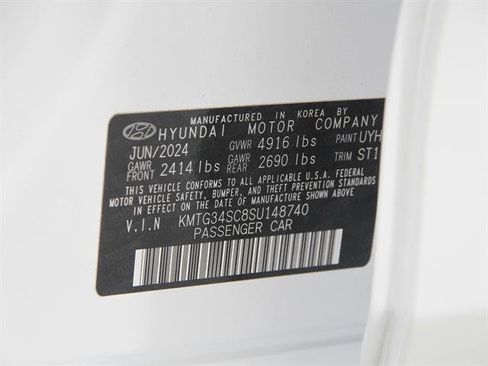 MANUFACTURED IN KOREA BY
HYUNDAI MOTOR COMPANY
JUN/2024 GVWR 4916 lbs PAINT UYH
GAWR FRONT 2414 lbs GAWR REAR 2690 lbs TRIM ST1
THIS VEHICLE CONFORMS TO ALL APPLICABLE U.S.A. FEDERAL
MOTOR VEHICLE SAFETY, BUMPER, AND THEFT PREVENTION STANDARDS
IN EFFECT ON THE DATE OF MANUFACTURE SHOWN ABOVE.
V.I.N KMTG34SC8SU148740
PASSENGER CAR